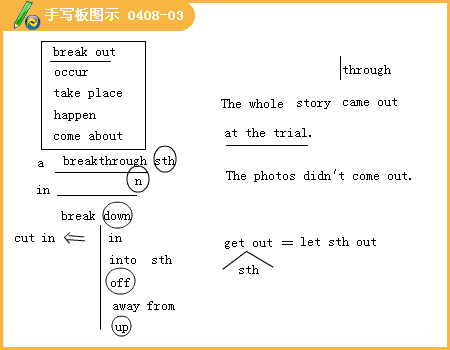 手写板图示 0408-03
break out
occur
take place
happen
come about
a breakthrough sth
in n
break down
cut in ⇐ in
into sth
off
away from
up
through
The whole story came out
at the trial.
The photos didn't come out.
get out = let sth out
sth